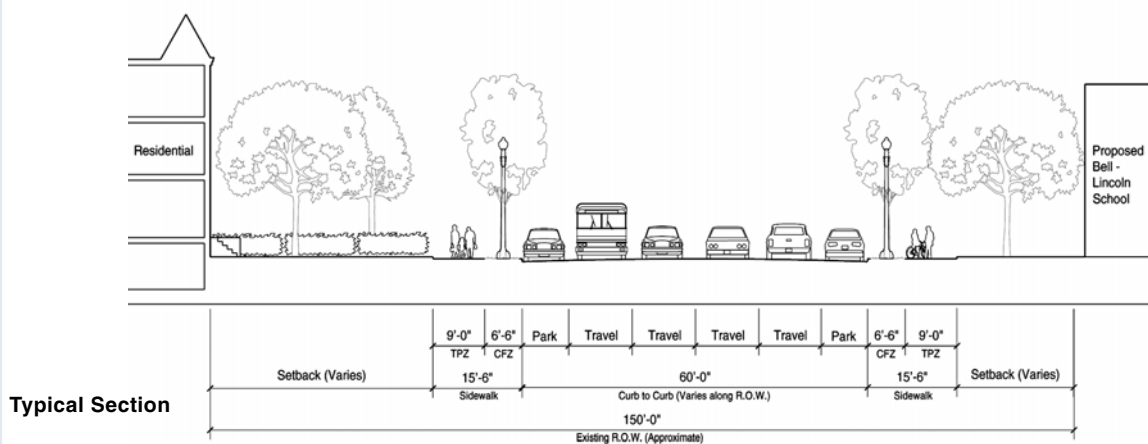 Residential
Proposed
Bell -
Lincoln
School
9'-0" 6'-6" Park Travel Travel Travel Travel Park 6'-6" 9'-0"
TPZ CFZ CFZ TPZ
Setback (Varies) 15'-6" 60'-0" 15'-6" Setback (Varies)
Sidewalk Curb to Curb (Varies along R.O.W.) Sidewalk
Typical Section
150'-0"
Existing R.O.W. (Approximate)